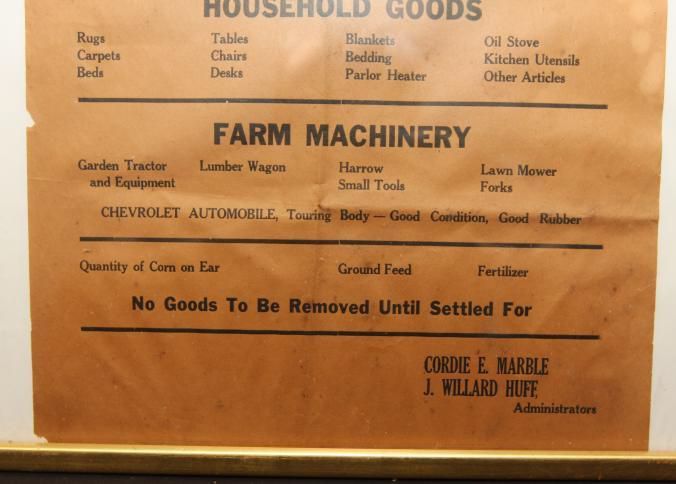 HOUSEHOLD GOODS
Rugs Tables Blankets Oil Stove
Carpets Chairs Bedding Kitchen Utensils
Beds Desks Parlor Heater Other Articles
FARM MACHINERY
Garden Tractor Lumber Wagon Harrow Lawn Mower
and Equipment Small Tools Forks
CHEVROLET AUTOMOBILE, Touring Body — Good Condition, Good Rubber
Quantity of Corn on Ear Ground Feed Fertilizer
No Goods To Be Removed Until Settled For
CORDIE E. MARBLE
J. WILLARD HUFF,
Administrators